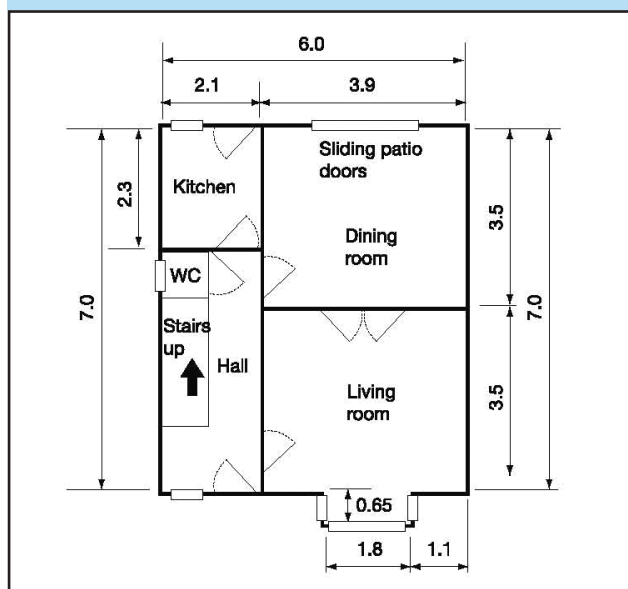 6.0
2.1
3.9
Sliding patio
doors
Kitchen
2.3
3.5
Dining
room
WC
7.0
7.0
Stairs
up
Hall
Living
room
3.5
0.65
1.8
1.1